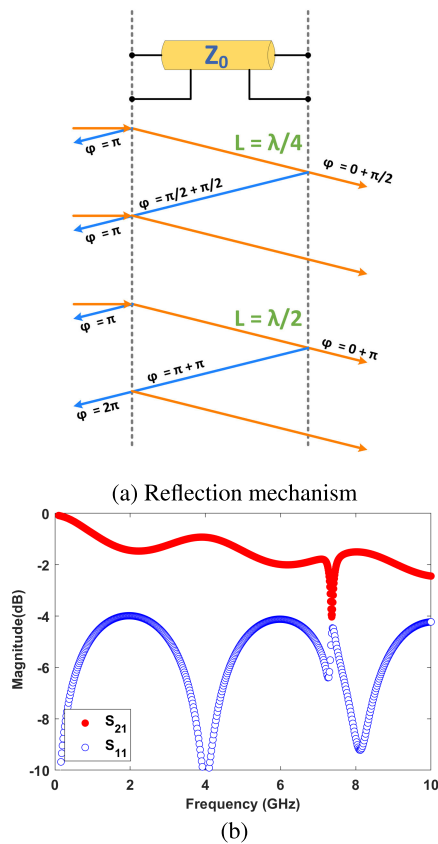 Z0
L = λ/4
φ = π
φ = 0 + π/2
φ = π/2 + π/2
φ = π
L = λ/2
φ = π
φ = 0 + π
φ = π + π
φ = 2π
(a) Reflection mechanism
0
-2
-4
-6
-8
-10
Magnitude(dB)
S21
S11
0 2 4 6 8 10
Frequency (GHz)
(b)